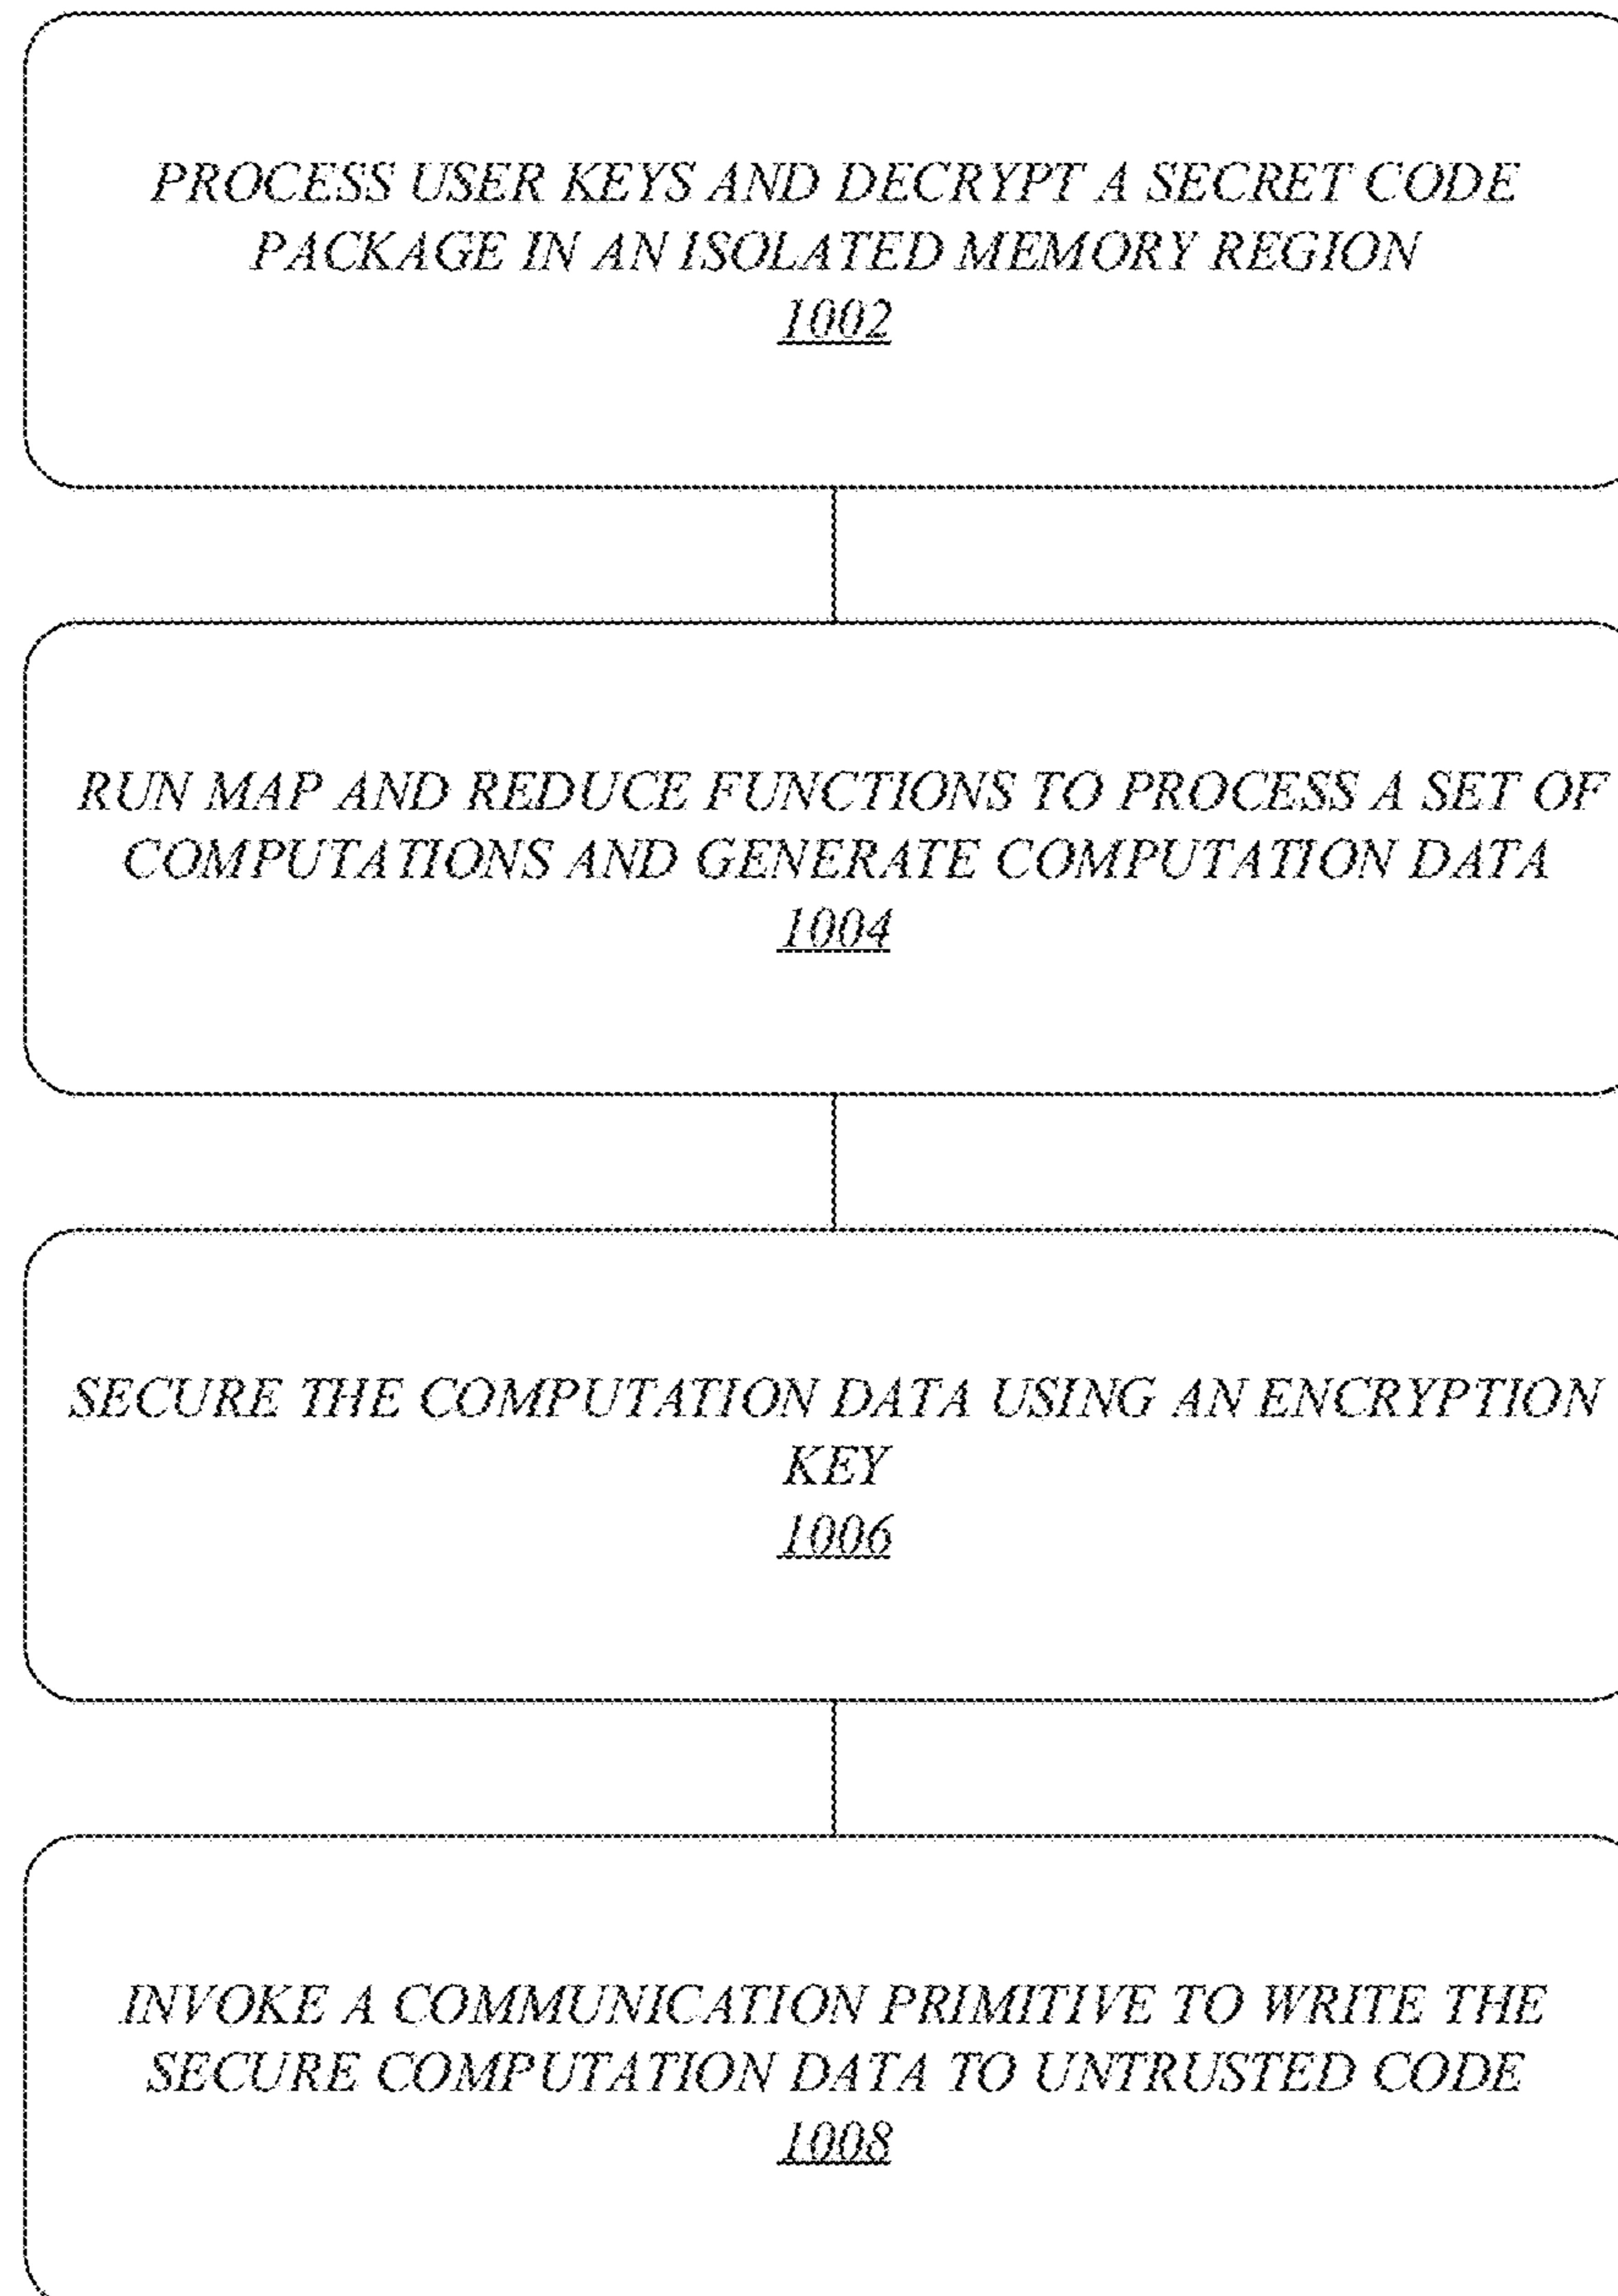 PROCESS USER KEYS AND DECRYPT A SECRET CODE
PACKAGE IN AN ISOLATED MEMORY REGION
1002
RUN MAP AND REDUCE FUNCTIONS TO PROCESS A SET OF
COMPUTATIONS AND GENERATE COMPUTATION DATA
1004
SECURE THE COMPUTATION DATA USING AN ENCRYPTION
KEY
1006
INVOKE A COMMUNICATION PRIMITIVE TO WRITE THE
SECURE COMPUTATION DATA TO UNTRUSTED CODE
1008